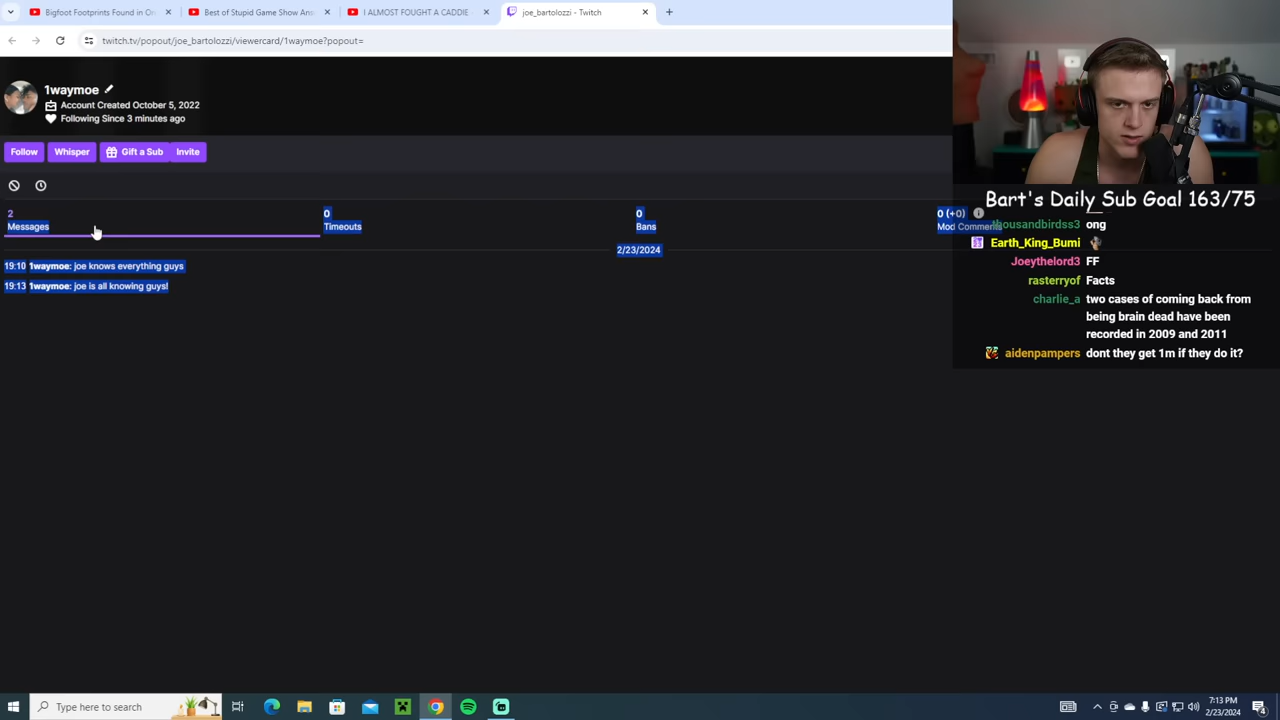 Bigfoot Footprints Found in On
Best of Stupid Game Show Ans
I ALMOST FOUGHT A CADDIE -
joe_bartolozzi - Twitch
twitch.tv/popout/joe_bartolozzi/viewercard/1waymoe?popout=
1waymoe
Account Created October 5, 2022
Following Since 3 minutes ago
Follow
Whisper
Gift a Sub
Invite
2
Messages
0
Timeouts
0
Bans
0 (+0)
Mod Comments
2/23/2024
19:10 1waymoe: joe knows everything guys
19:13 1waymoe: joe is all knowing guys!
Bart's Daily Sub Goal 163/75
thousandbirdss3 ong
Earth_King_Bumi
Joeythelord3 FF
rasterryof Facts
charlie_a two cases of coming back from
being brain dead have been
recorded in 2009 and 2011
aidenpampers dont they get 1m if they do it?
Type here to search
7:13 PM
2/23/2024
4